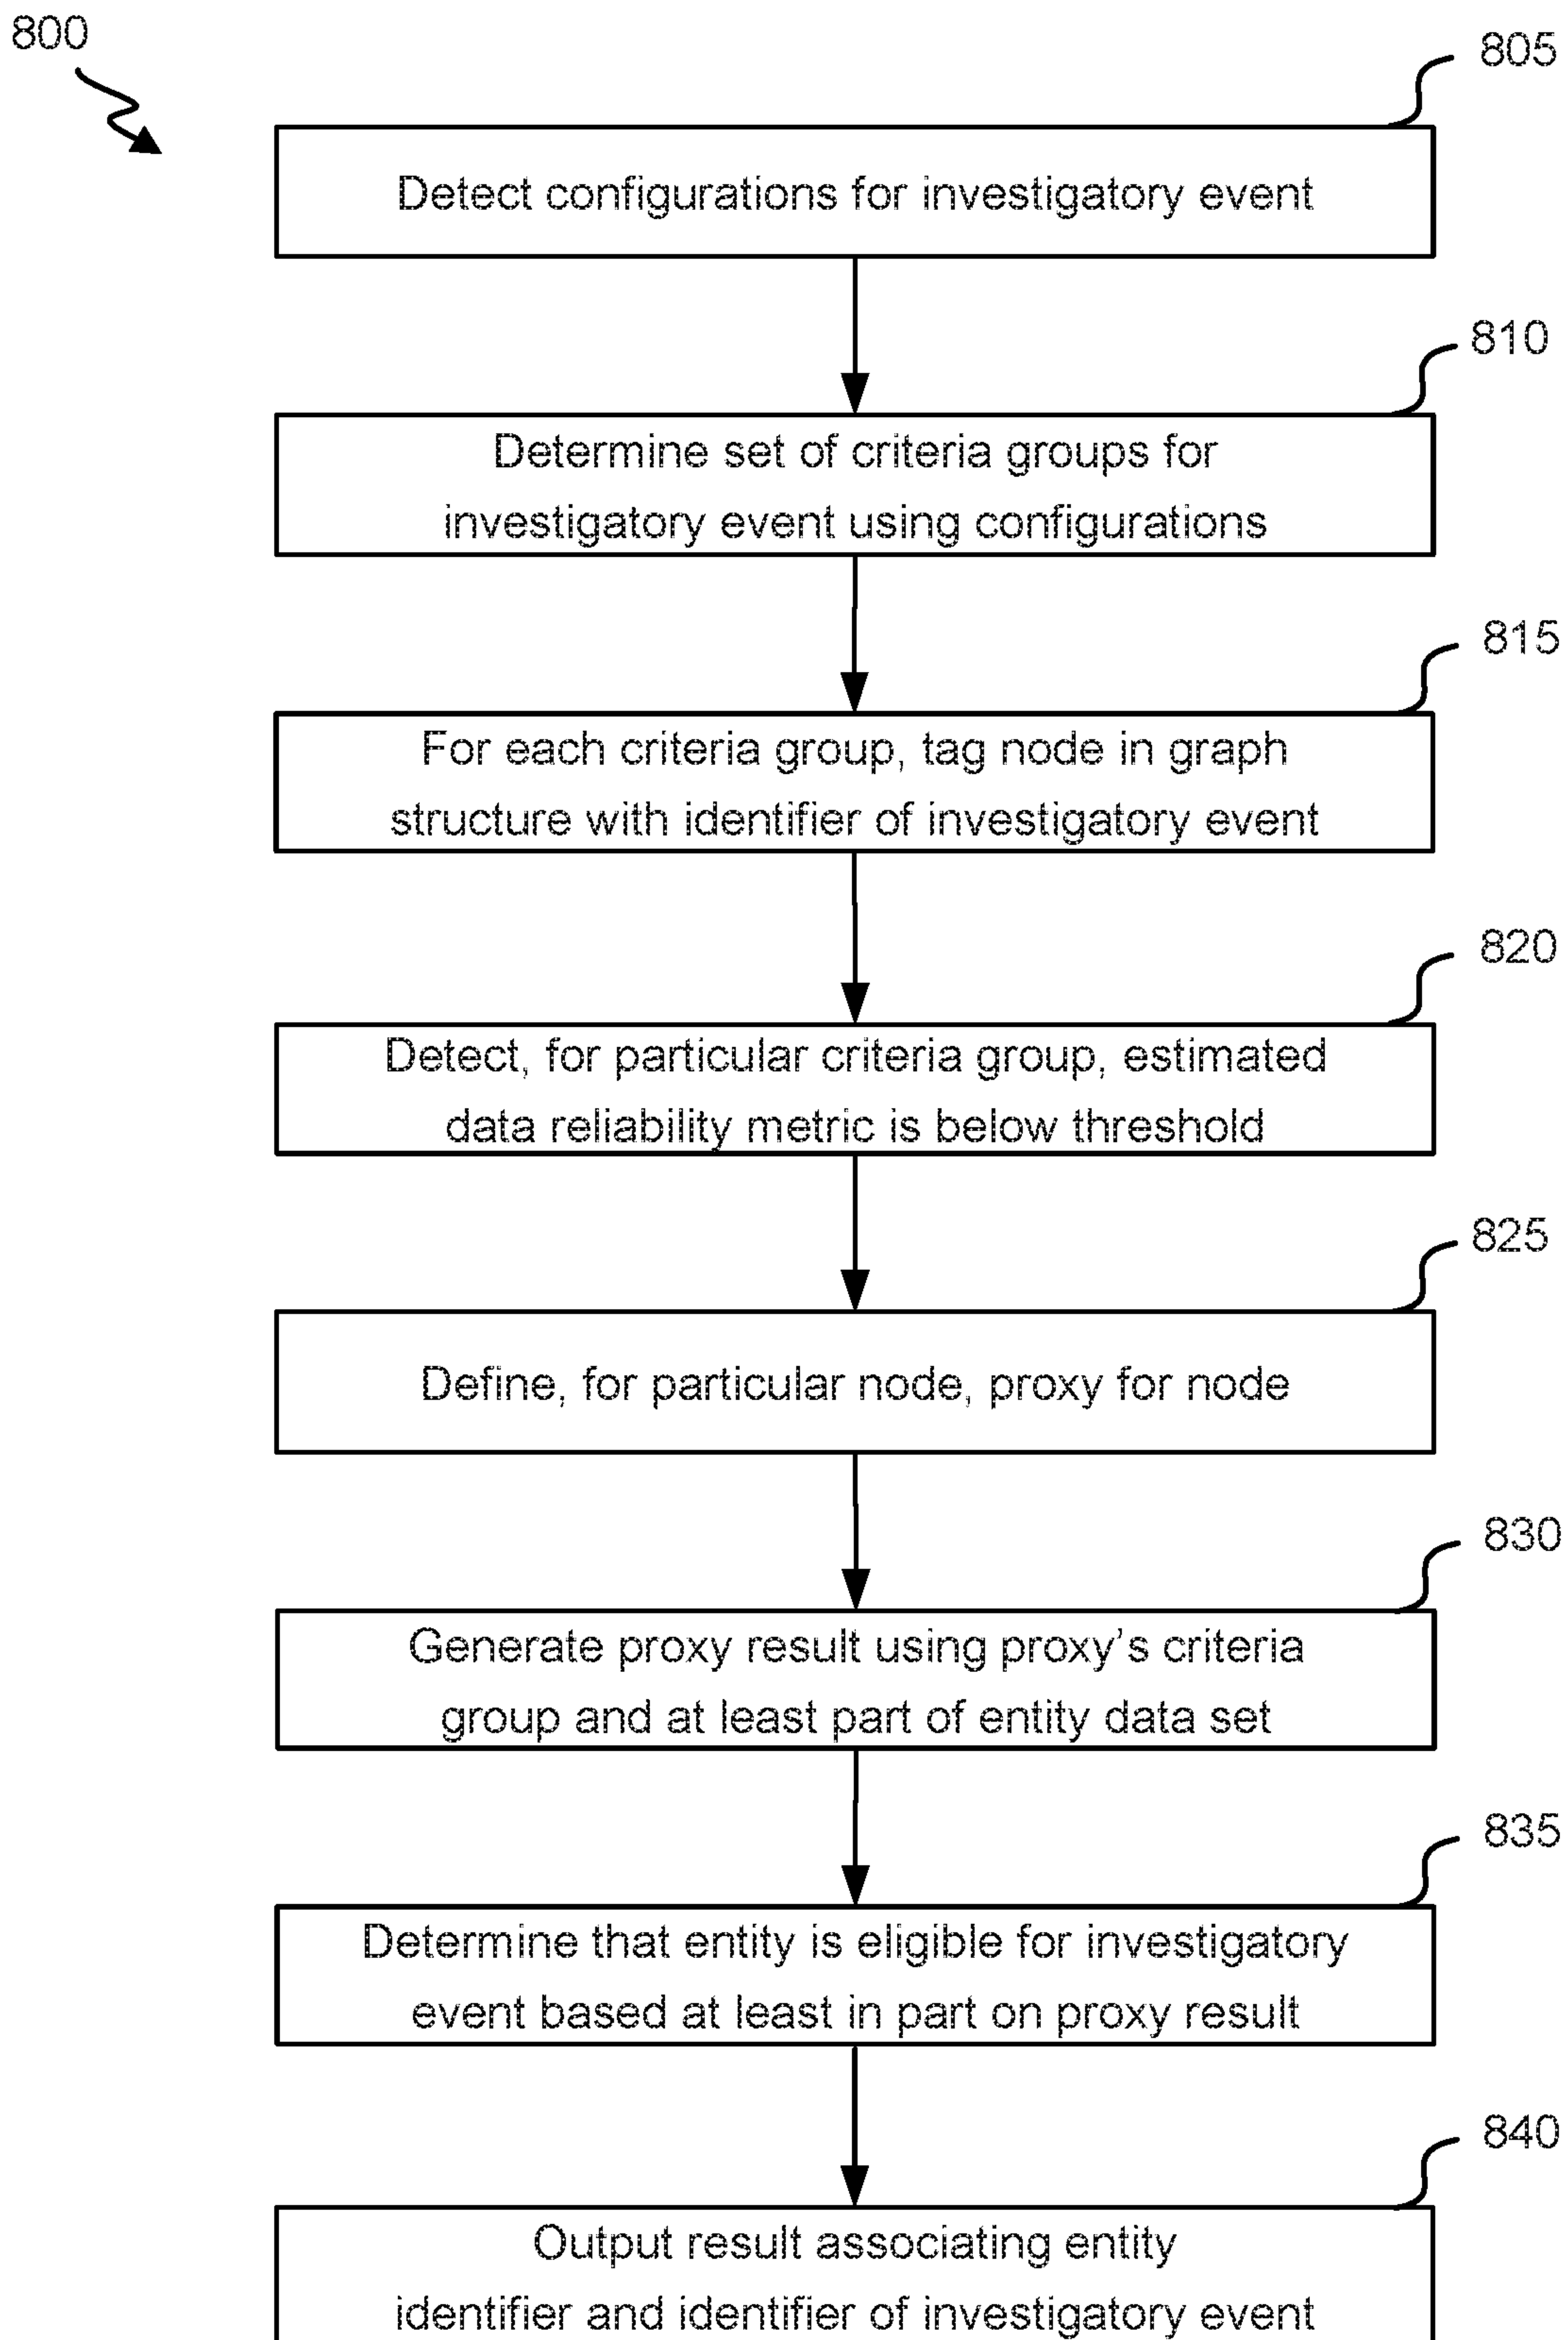 800
805
Detect configurations for investigatory event
810
Determine set of criteria groups for
investigatory event using configurations
815
For each criteria group, tag node in graph
structure with identifier of investigatory event
820
Detect, for particular criteria group, estimated
data reliability metric is below threshold
825
Define, for particular node, proxy for node
830
Generate proxy result using proxy's criteria
group and at least part of entity data set
835
Determine that entity is eligible for investigatory
event based at least in part on proxy result
840
Output result associating entity
identifier and identifier of investigatory event